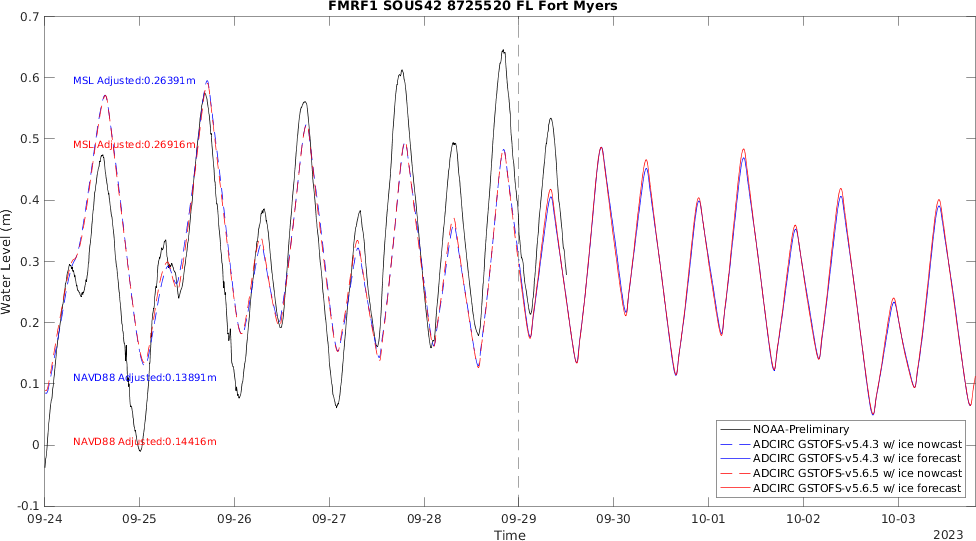 FMRF1 SOUS42 8725520 FL Fort Myers
0.7
0.6
0.5
0.4
0.3
0.2
0.1
0
-0.1
Water Level (m)
MSL Adjusted:0.26391m
MSL Adjusted:0.26916m
NAVD88 Adjusted:0.13891m
NAVD88 Adjusted:0.14416m
NOAA-Preliminary
ADCIRC GSTOFS-v5.4.3 w/ ice nowcast
ADCIRC GSTOFS-v5.4.3 w/ ice forecast
ADCIRC GSTOFS-v5.6.5 w/ ice nowcast
ADCIRC GSTOFS-v5.6.5 w/ ice forecast
09-24 09-25 09-26 09-27 09-28 09-29 09-30 10-01 10-02 10-03
Time
2023